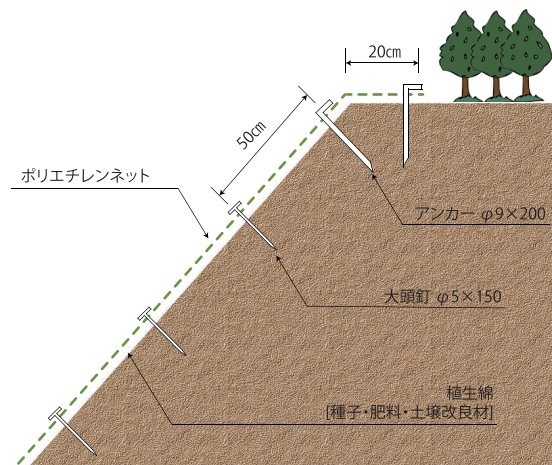 20㎝
50㎝
ポリエチレンネット
アンカー φ9×200
大頭釘 φ5×150
植生綿
[種子・肥料・土壌改良材]